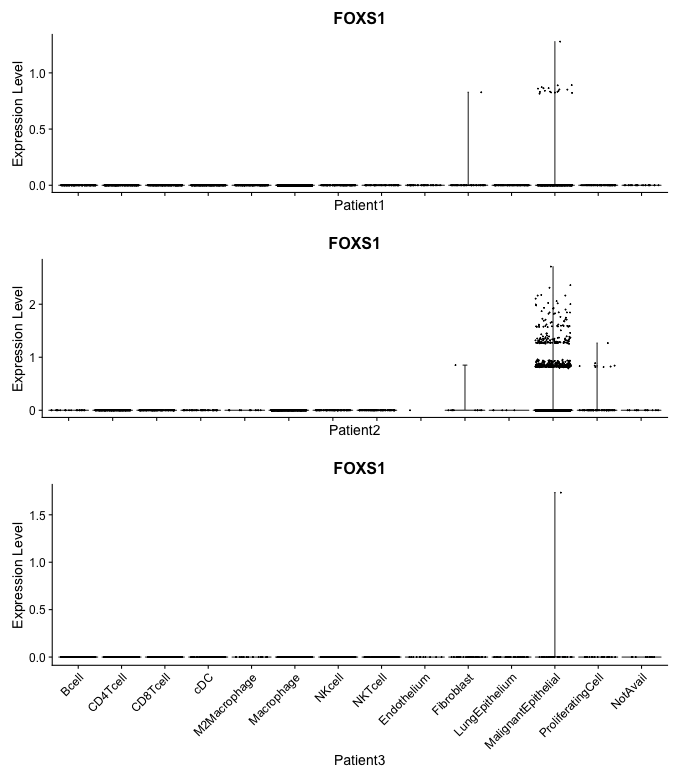 FOXS1
Expression Level
1.0
0.5
0.0
Patient1
FOXS1
Expression Level
2
1
0
Patient2
FOXS1
Expression Level
1.5
1.0
0.5
0.0
Bcell
CD4Tcell
CD8Tcell
cDC
M2Macrophage
Macrophage
NKcell
NKTcell
Endothelium
Fibroblast
LungEpithelium
MalignantEpithelial
ProliferatingCell
NotAvail
Patient3